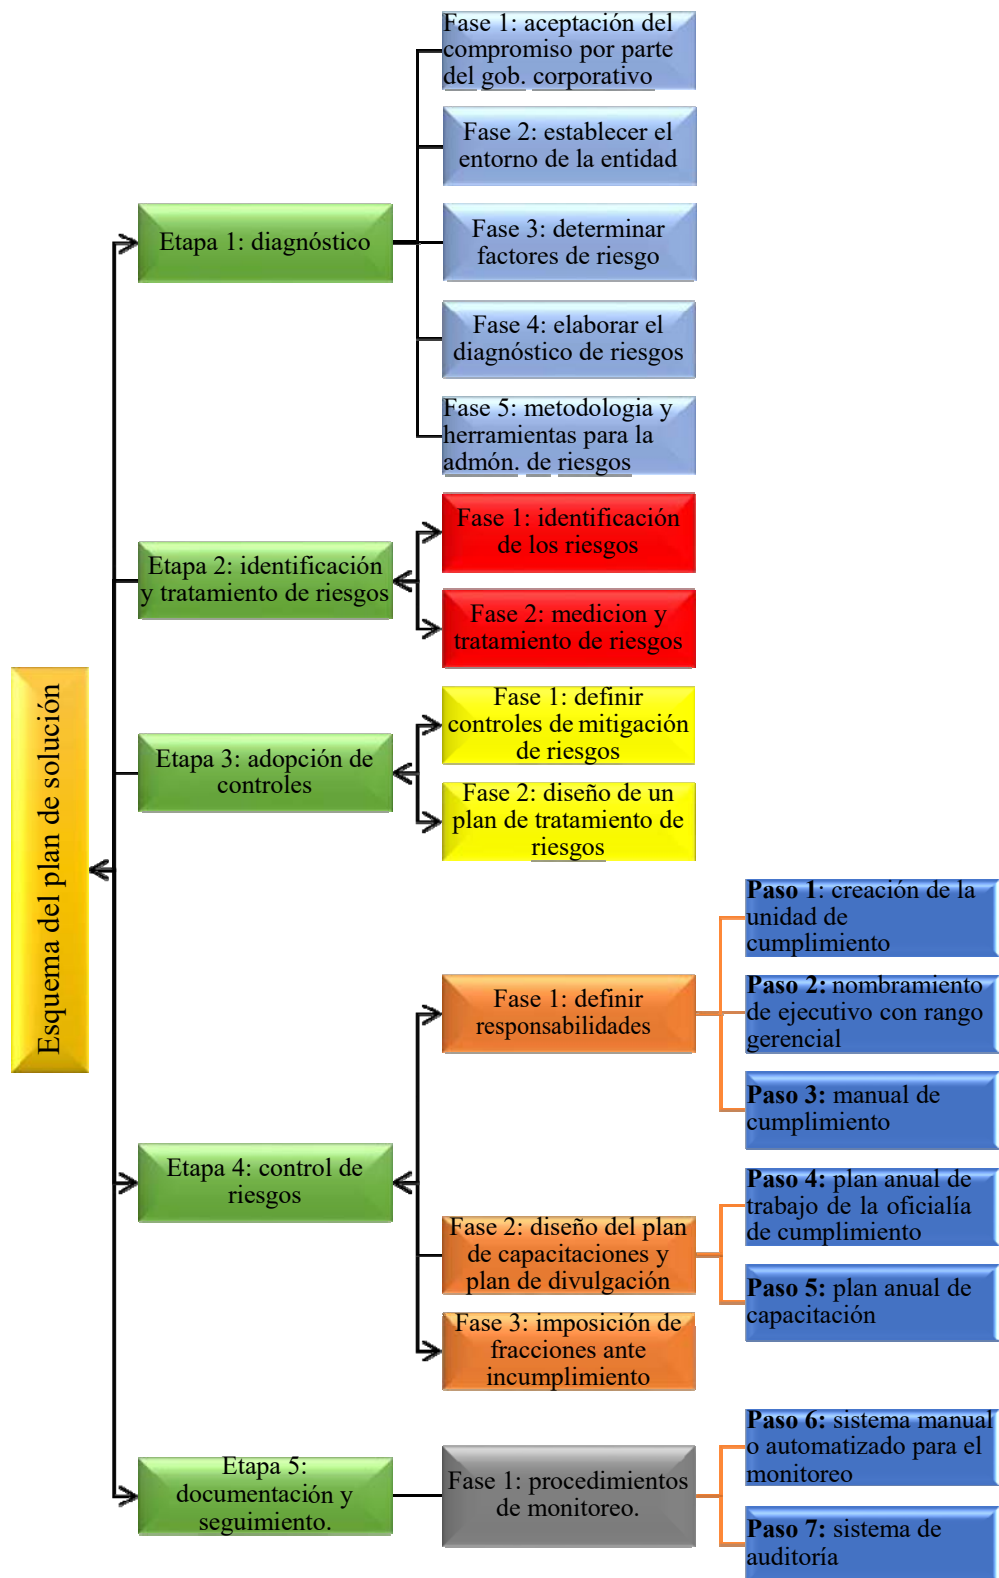 Esquema del plan de solución
Etapa 1: diagnóstico
Fase 1: aceptación del
compromiso por parte
del gob. corporativo
Fase 2: establecer el
entorno de la entidad
Fase 3: determinar
factores de riesgo
Fase 4: elaborar el
diagnóstico de riesgos
Fase 5: metodologia y
herramientas para la
admón. de riesgos
Etapa 2: identificación
y tratamiento de riesgos
Fase 1: identificación
de los riesgos
Fase 2: medicion y
tratamiento de riesgos
Etapa 3: adopción de
controles
Fase 1: definir
controles de mitigación
de riesgos
Fase 2: diseño de un
plan de tratamiento de
riesgos
Etapa 4: control de
riesgos
Fase 1: definir
responsabilidades
Paso 1: creación de la
unidad de
cumplimiento
Paso 2: nombramiento
de ejecutivo con rango
gerencial
Paso 3: manual de
cumplimiento
Fase 2: diseño del plan
de capacitaciones y
plan de divulgación
Paso 4: plan anual de
trabajo de la oficialía
de cumplimiento
Paso 5: plan anual de
capacitación
Fase 3: imposición de
fracciones ante
incumplimiento
Etapa 5:
documentación y
seguimiento.
Fase 1: procedimientos
de monitoreo.
Paso 6: sistema manual
o automatizado para el
monitoreo
Paso 7: sistema de
auditoría